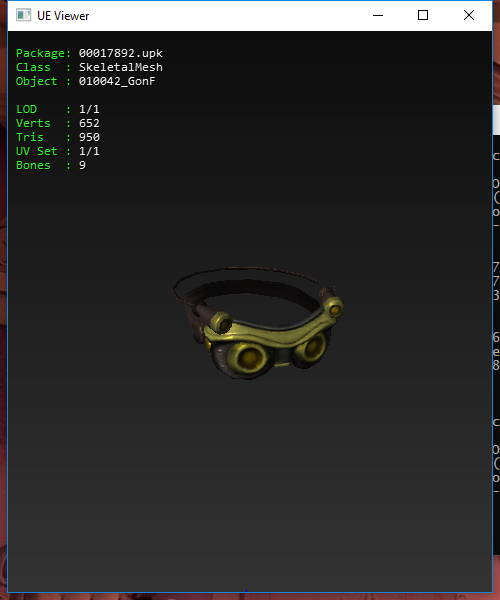 UE Viewer
Package: 00017892.upk
Class : SkeletalMesh
Object : 010042_GonF
LOD : 1/1
Verts : 652
Tris : 950
UV Set : 1/1
Bones : 9